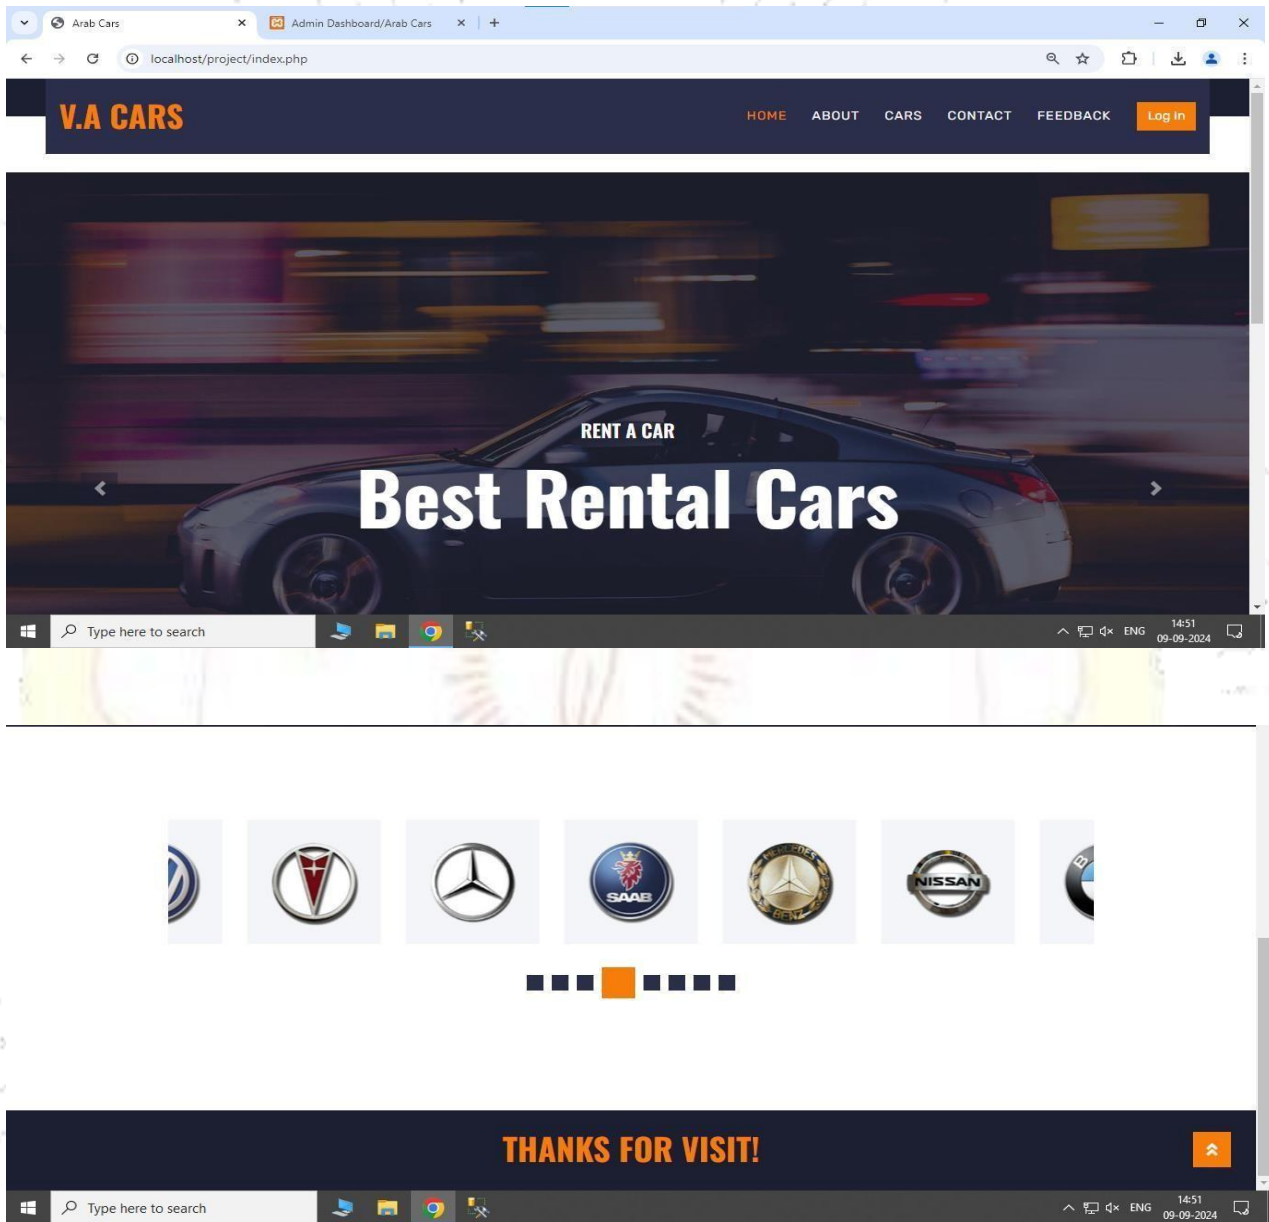 Arab Cars
Admin Dashboard/Arab Cars
localhost/project/index.php
V.A CARS
HOME ABOUT CARS CONTACT FEEDBACK Log In
RENT A CAR
Best Rental Cars
Type here to search
ENG
14:51
09-09-2024
SAAB
MERCEDES
BENZ
NISSAN
B
THANKS FOR VISIT!
Type here to search
ENG
14:51
09-09-2024